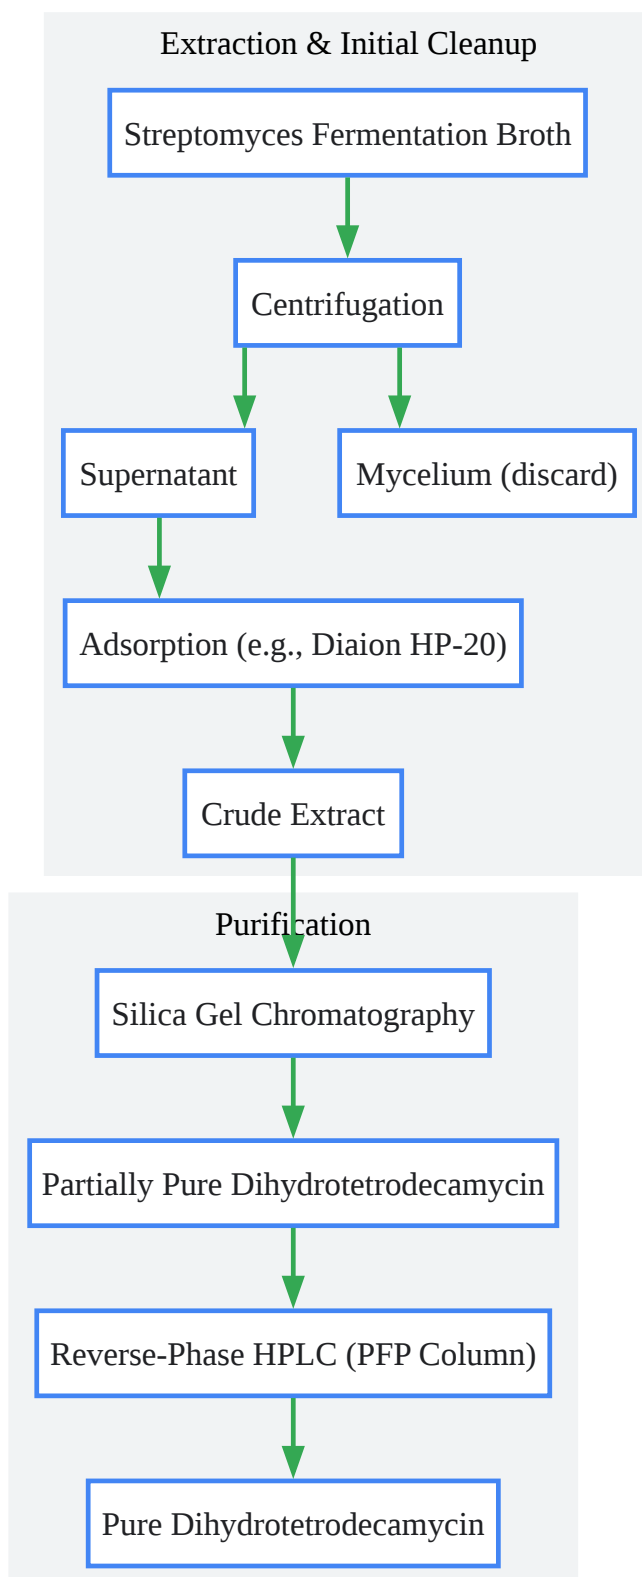 Extraction & Initial Cleanup
Streptomyces Fermentation Broth
Centrifugation
Supernatant
Mycelium (discard)
Adsorption (e.g., Diaion HP-20)
Crude Extract
Purification
Silica Gel Chromatography
Partially Pure Dihydrotetrodecamycin
Reverse-Phase HPLC (PFP Column)
Pure Dihydrotetrodecamycin